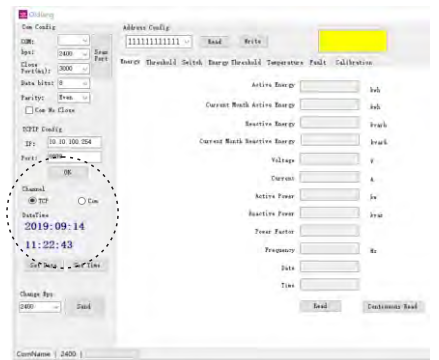 Com Config
COM:
bps: 2400
Scan Port
Close Port(ms): 3000
Data bits: 8
Parity: Even
Com No Close
TCPIP Config
IP: 10.10.100.254
Port:
OK
Channel
TCP Com
DateTime
2019:09:14
11:22:43
Change Bps
2400 Send
ComName | 2400 |
Address Config
111111111111 Read Write
Energy Threshold Switch Energy Threshold Temperature Fault Calibration
Active Energy kwh
Current Month Active Energy kwh
Reactive Energy kvarh
Current Month Reactive Energy kvarh
Voltage V
Current A
Active Power kw
Reactive Power kvar
Power Factor
Frequency Hz
Date
Time
Read Continuous Read